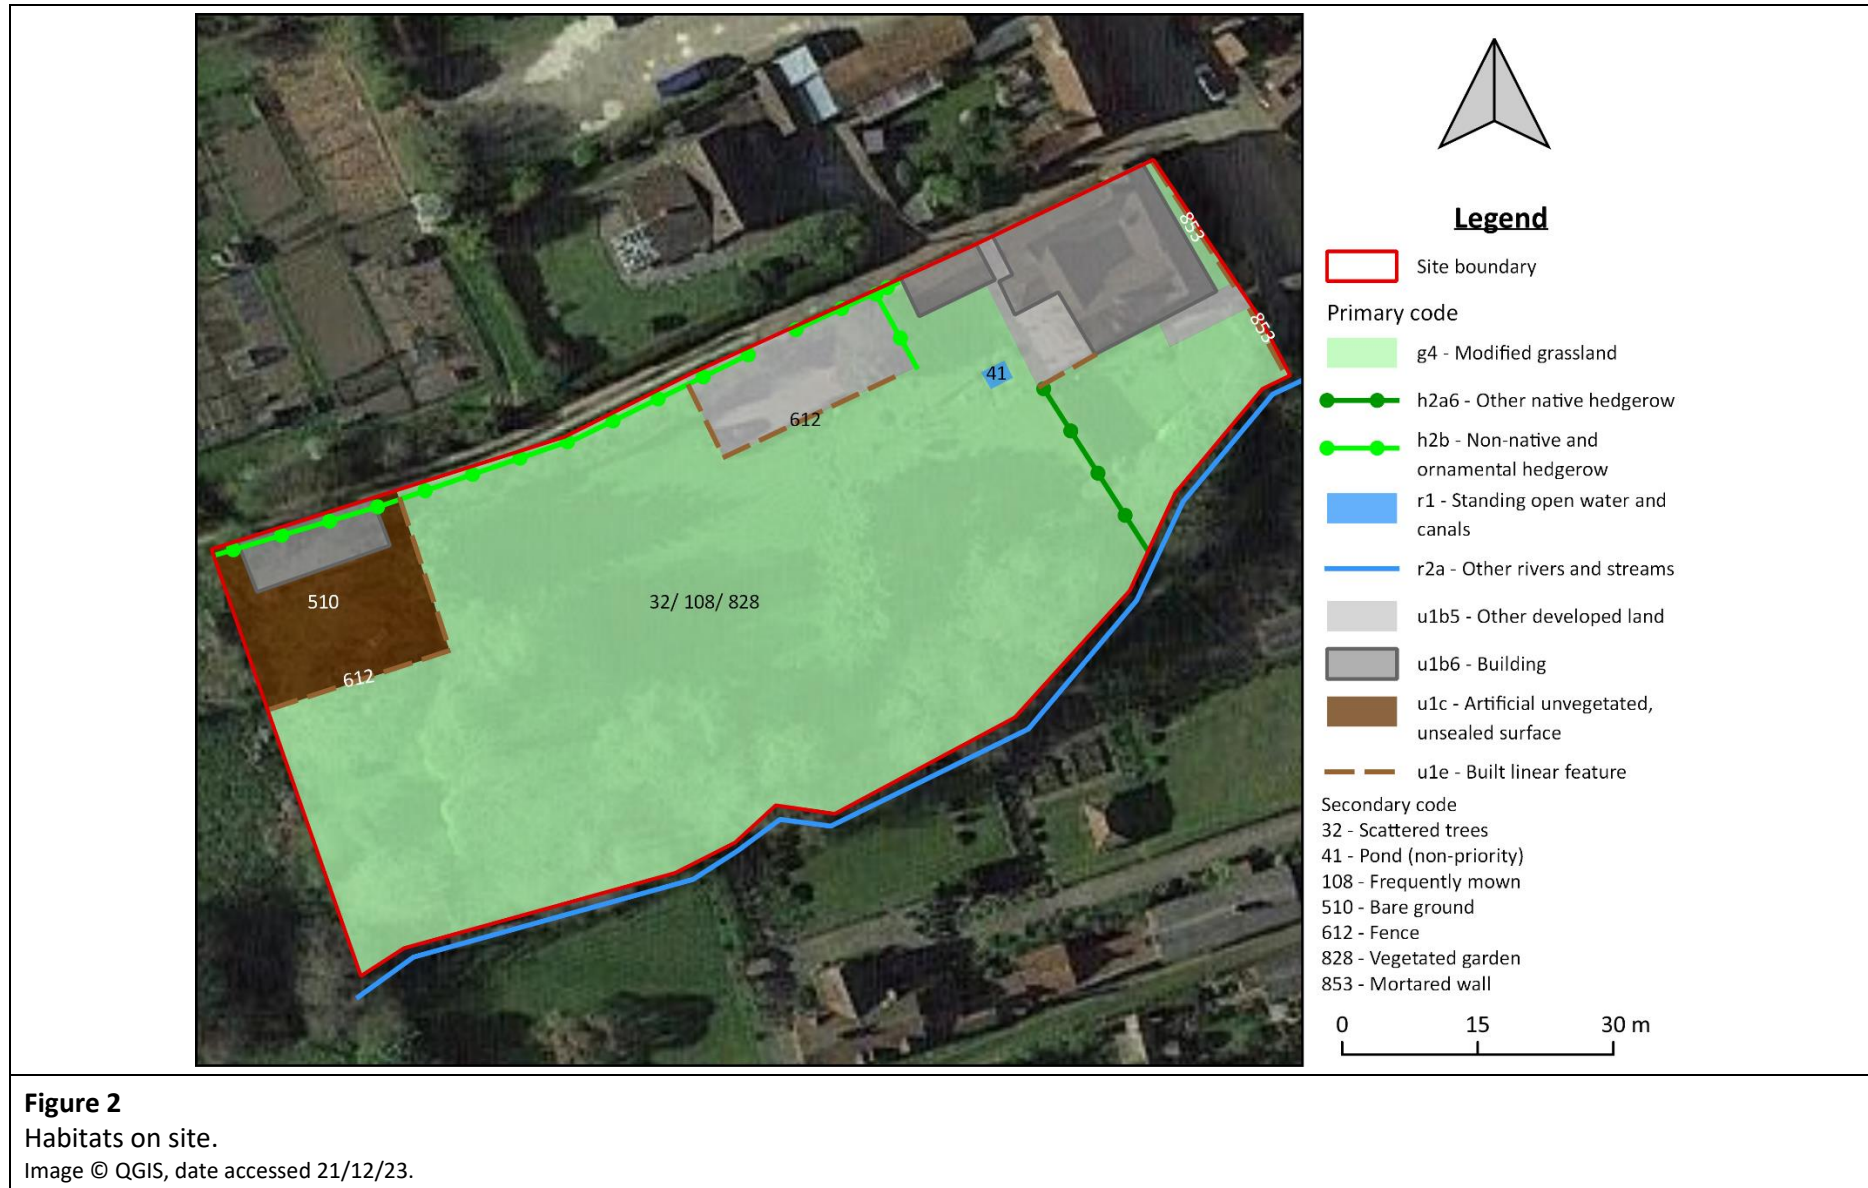 853
853
41
612
32/ 108/ 828
510
612
Legend
Site boundary
Primary code
g4 - Modified grassland
h2a6 - Other native hedgerow
h2b - Non-native and
ornamental hedgerow
r1 - Standing open water and
canals
r2a - Other rivers and streams
u1b5 - Other developed land
u1b6 - Building
u1c - Artificial unvegetated,
unsealed surface
u1e - Built linear feature
Secondary code
32 - Scattered trees
41 - Pond (non-priority)
108 - Frequently mown
510 - Bare ground
612 - Fence
828 - Vegetated garden
853 - Mortared wall
0 15 30 m
Figure 2
Habitats on site.
Image © QGIS, date accessed 21/12/23.